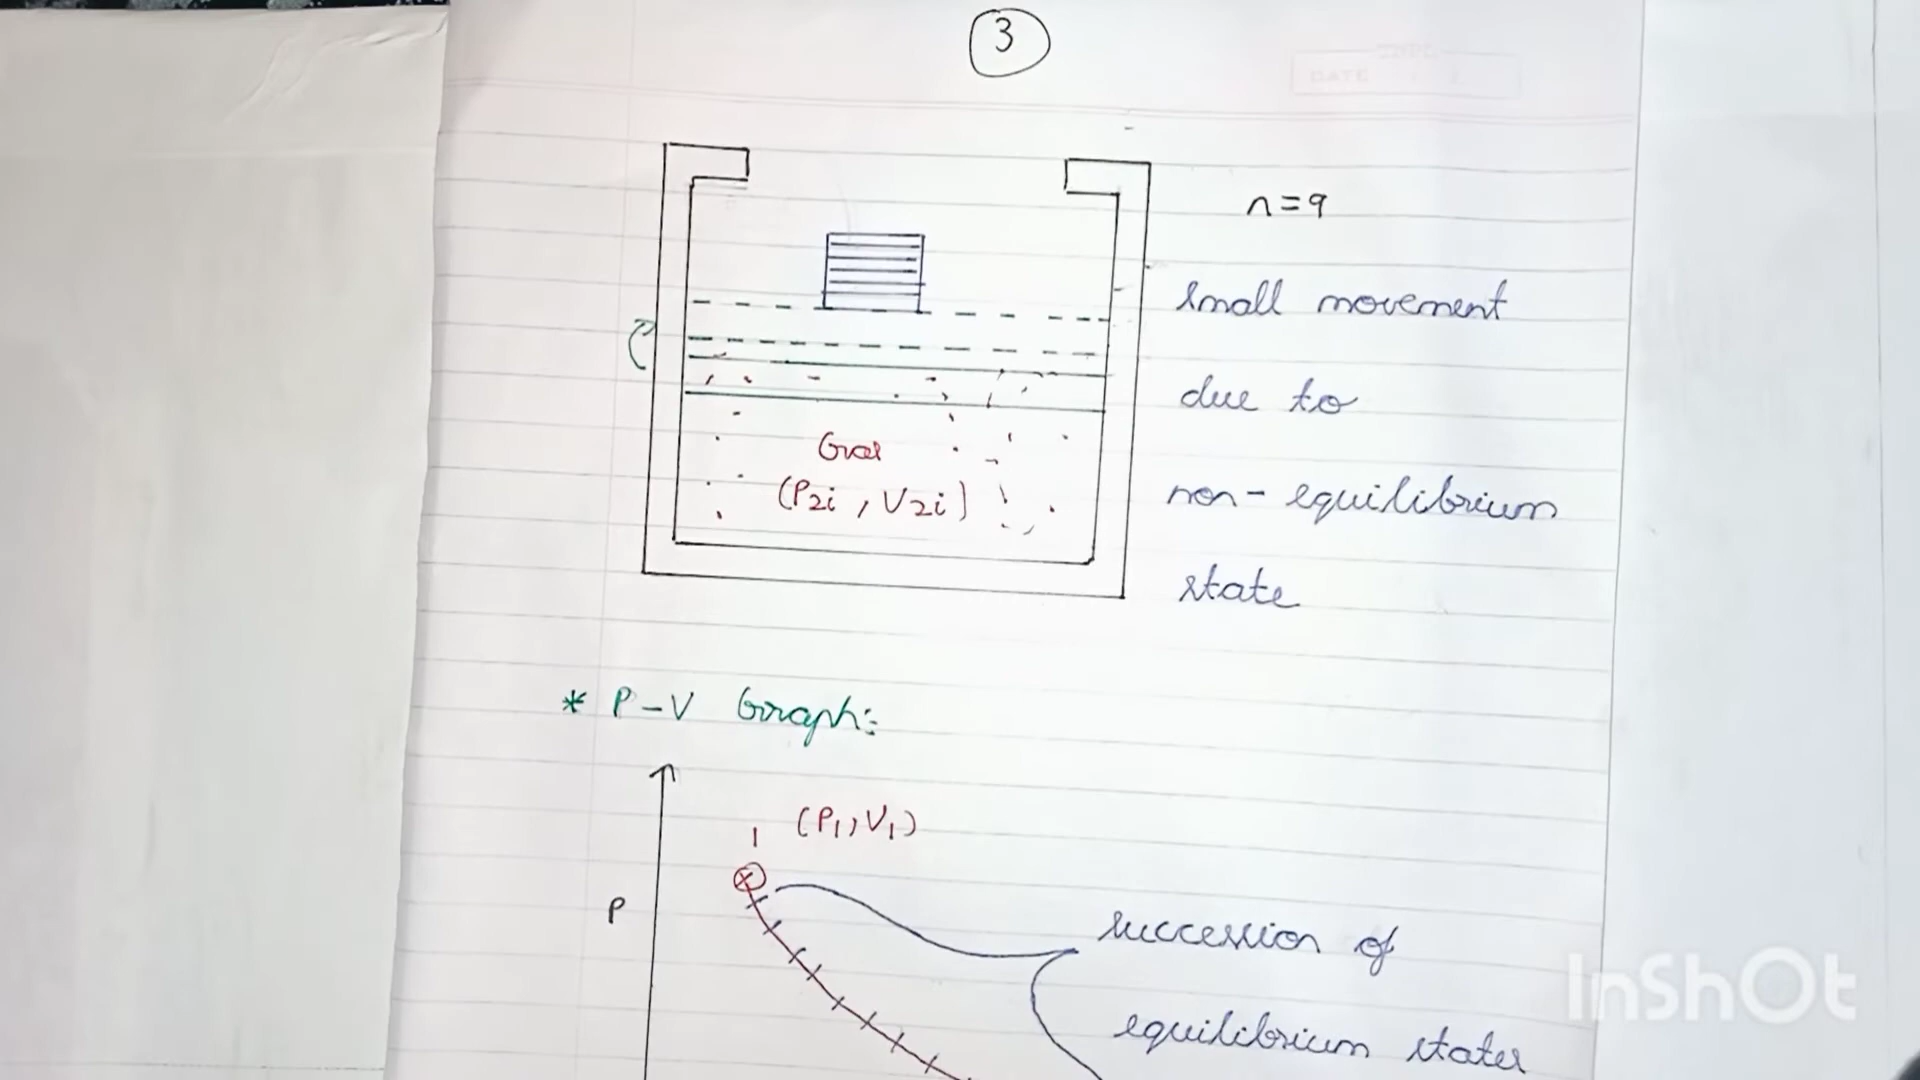 3
DATE
n=9
small movement
due to
non-equilibrium
state
Gas
(P2i, V2i)
* P-V Graph:
1 (P1, V1)
P
succession of
equilibrium states
InShOt